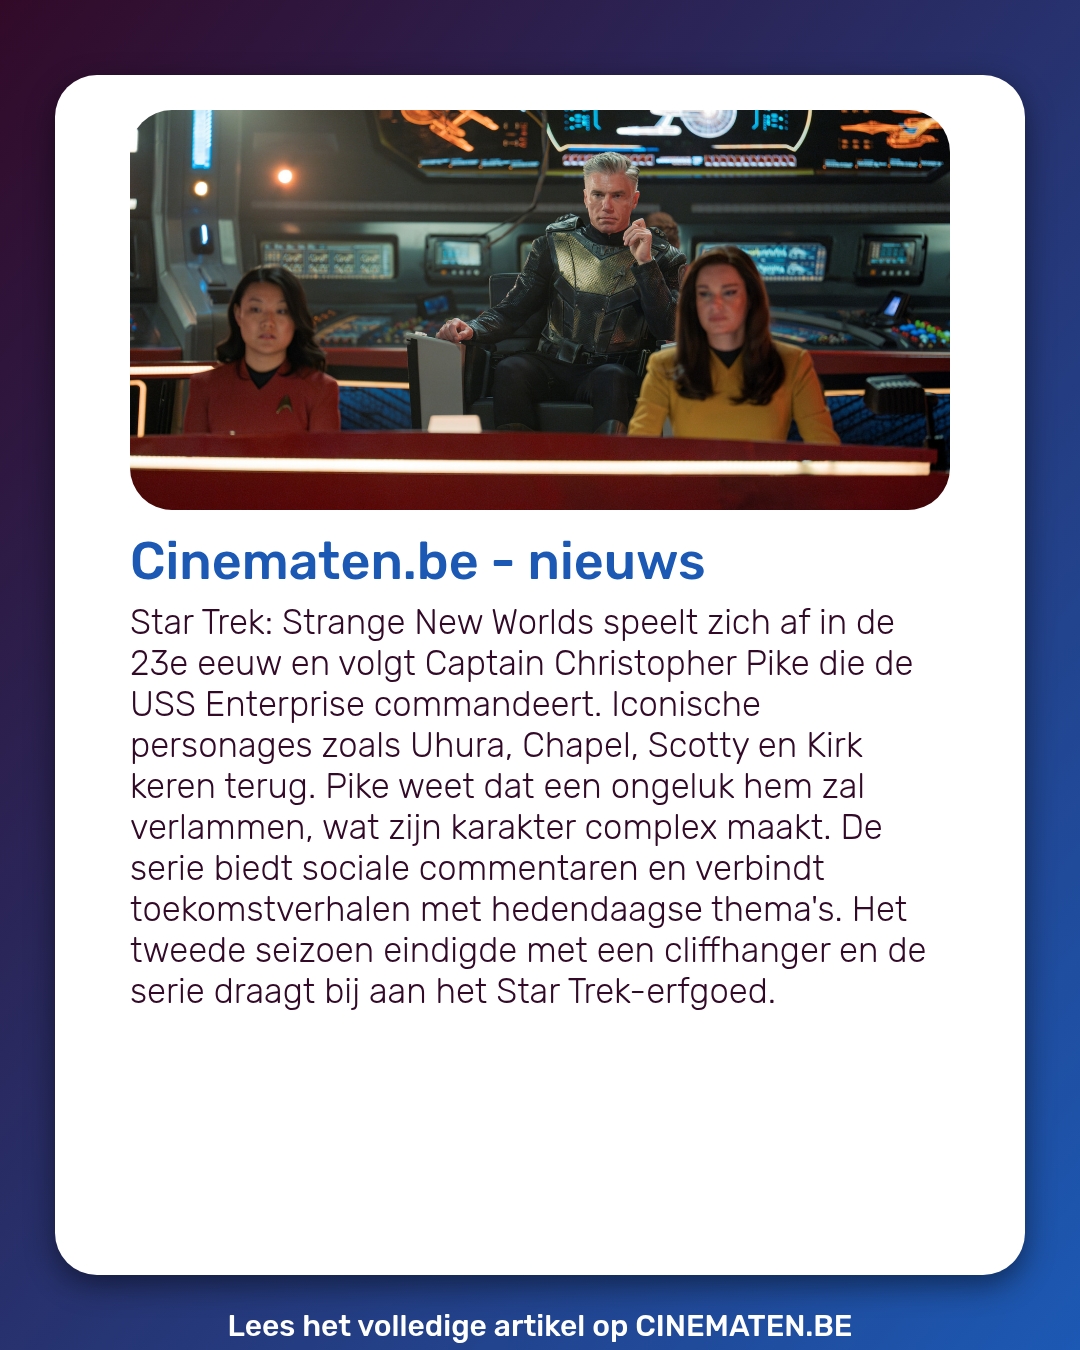 Cinematen.be - nieuws
Star Trek: Strange New Worlds speelt zich af in de
23e eeuw en volgt Captain Christopher Pike die de
USS Enterprise commandeert. Iconische
personages zoals Uhura, Chapel, Scotty en Kirk
keren terug. Pike weet dat een ongeluk hem zal
verlammen, wat zijn karakter complex maakt. De
serie biedt sociale commentaren en verbindt
toekomstverhalen met hedendaagse thema's. Het
tweede seizoen eindigde met een cliffhanger en de
serie draagt bij aan het Star Trek-erfgoed.
Lees het volledige artikel op CINEMATEN.BE